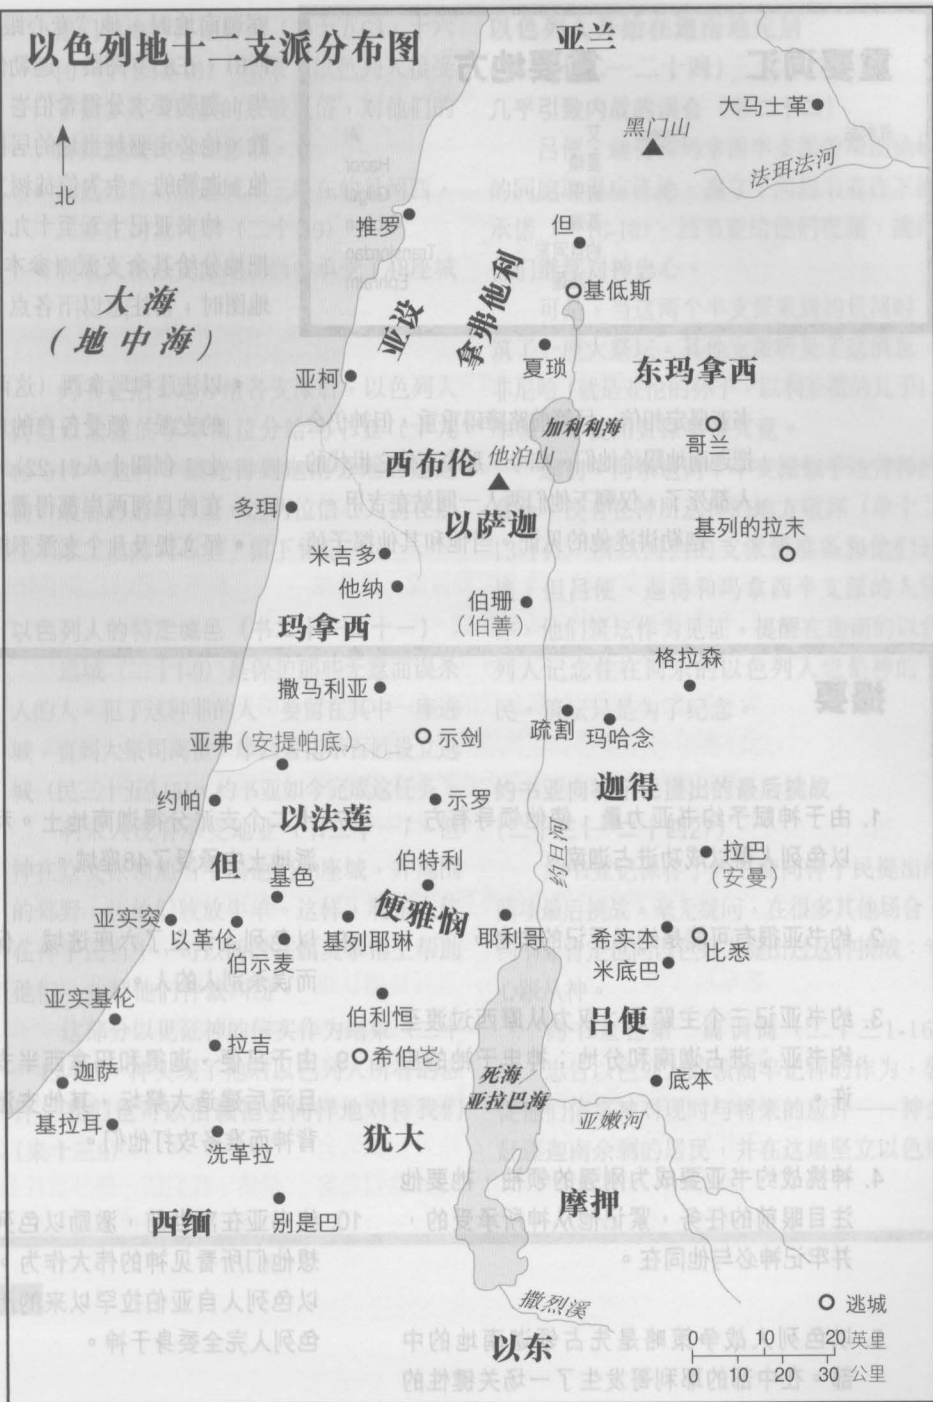 以色列地十二支派分布图
亚兰
大马士革
黑门山
法珥法河
北
推罗
但
基低斯
大海
（地中海）
亚设
拿弗他利
亚柯
夏琐
东玛拿西
加利利海
哥兰
西布伦
他泊山
多珥
以萨迦
基列的拉末
米吉多
他纳
伯珊
（伯善）
玛拿西
格拉森
撒马利亚
疏割
玛哈念
亚弗（安提帕底）
示剑
迦得
约帕
以法莲
示罗
约旦河
但
伯特利
拉巴
（安曼）
基色
便雅悯
亚实突
以革伦
伯示麦
基列耶琳
耶利哥
希实本
比悉
米底巴
亚实基伦
伯利恒
吕便
拉吉
希伯仑
迦萨
死海
亚拉巴海
底本
基拉耳
亚嫩河
洗革拉
犹大
西缅
别是巴
摩押
撒烈溪
逃城
以东
0 10 20 英里
0 10 20 30 公里